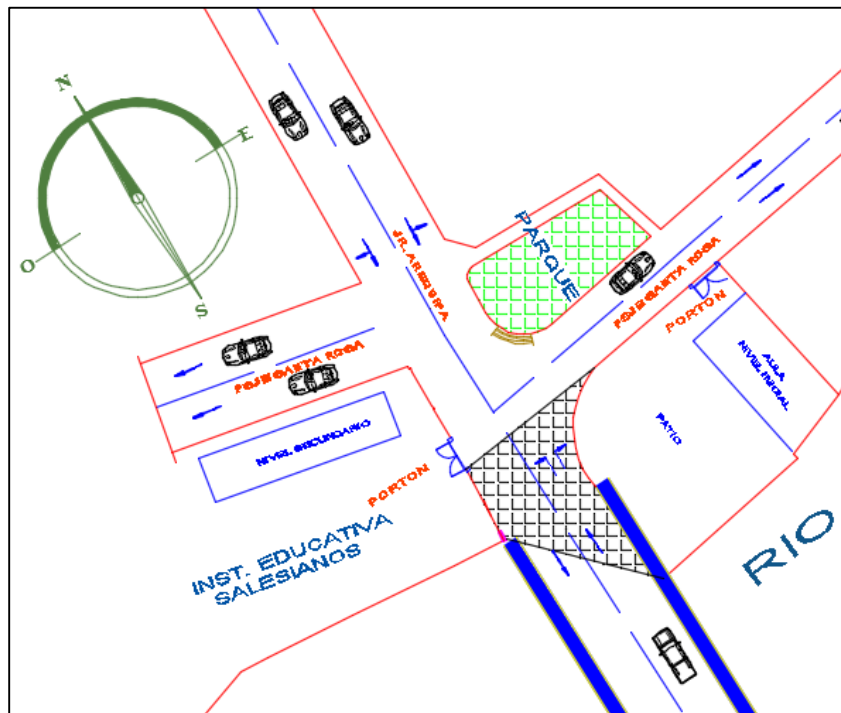 N
E
O
S
JR. AREQUIPA
PARQUE
PSJE SANTA ROSA
PORTON
PSJE SANTA ROSA
AULA
NIVEL INICIAL
NIVEL SECUNDARIO
PATIO
PORTON
INST. EDUCATIVA
SALESIANOS
RIO